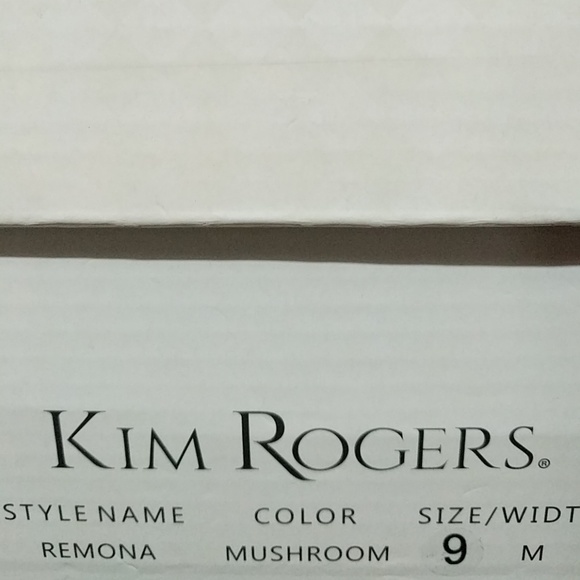 KIM ROGERS®
STYLE NAME COLOR SIZE/WIDT
REMONA MUSHROOM 9 M